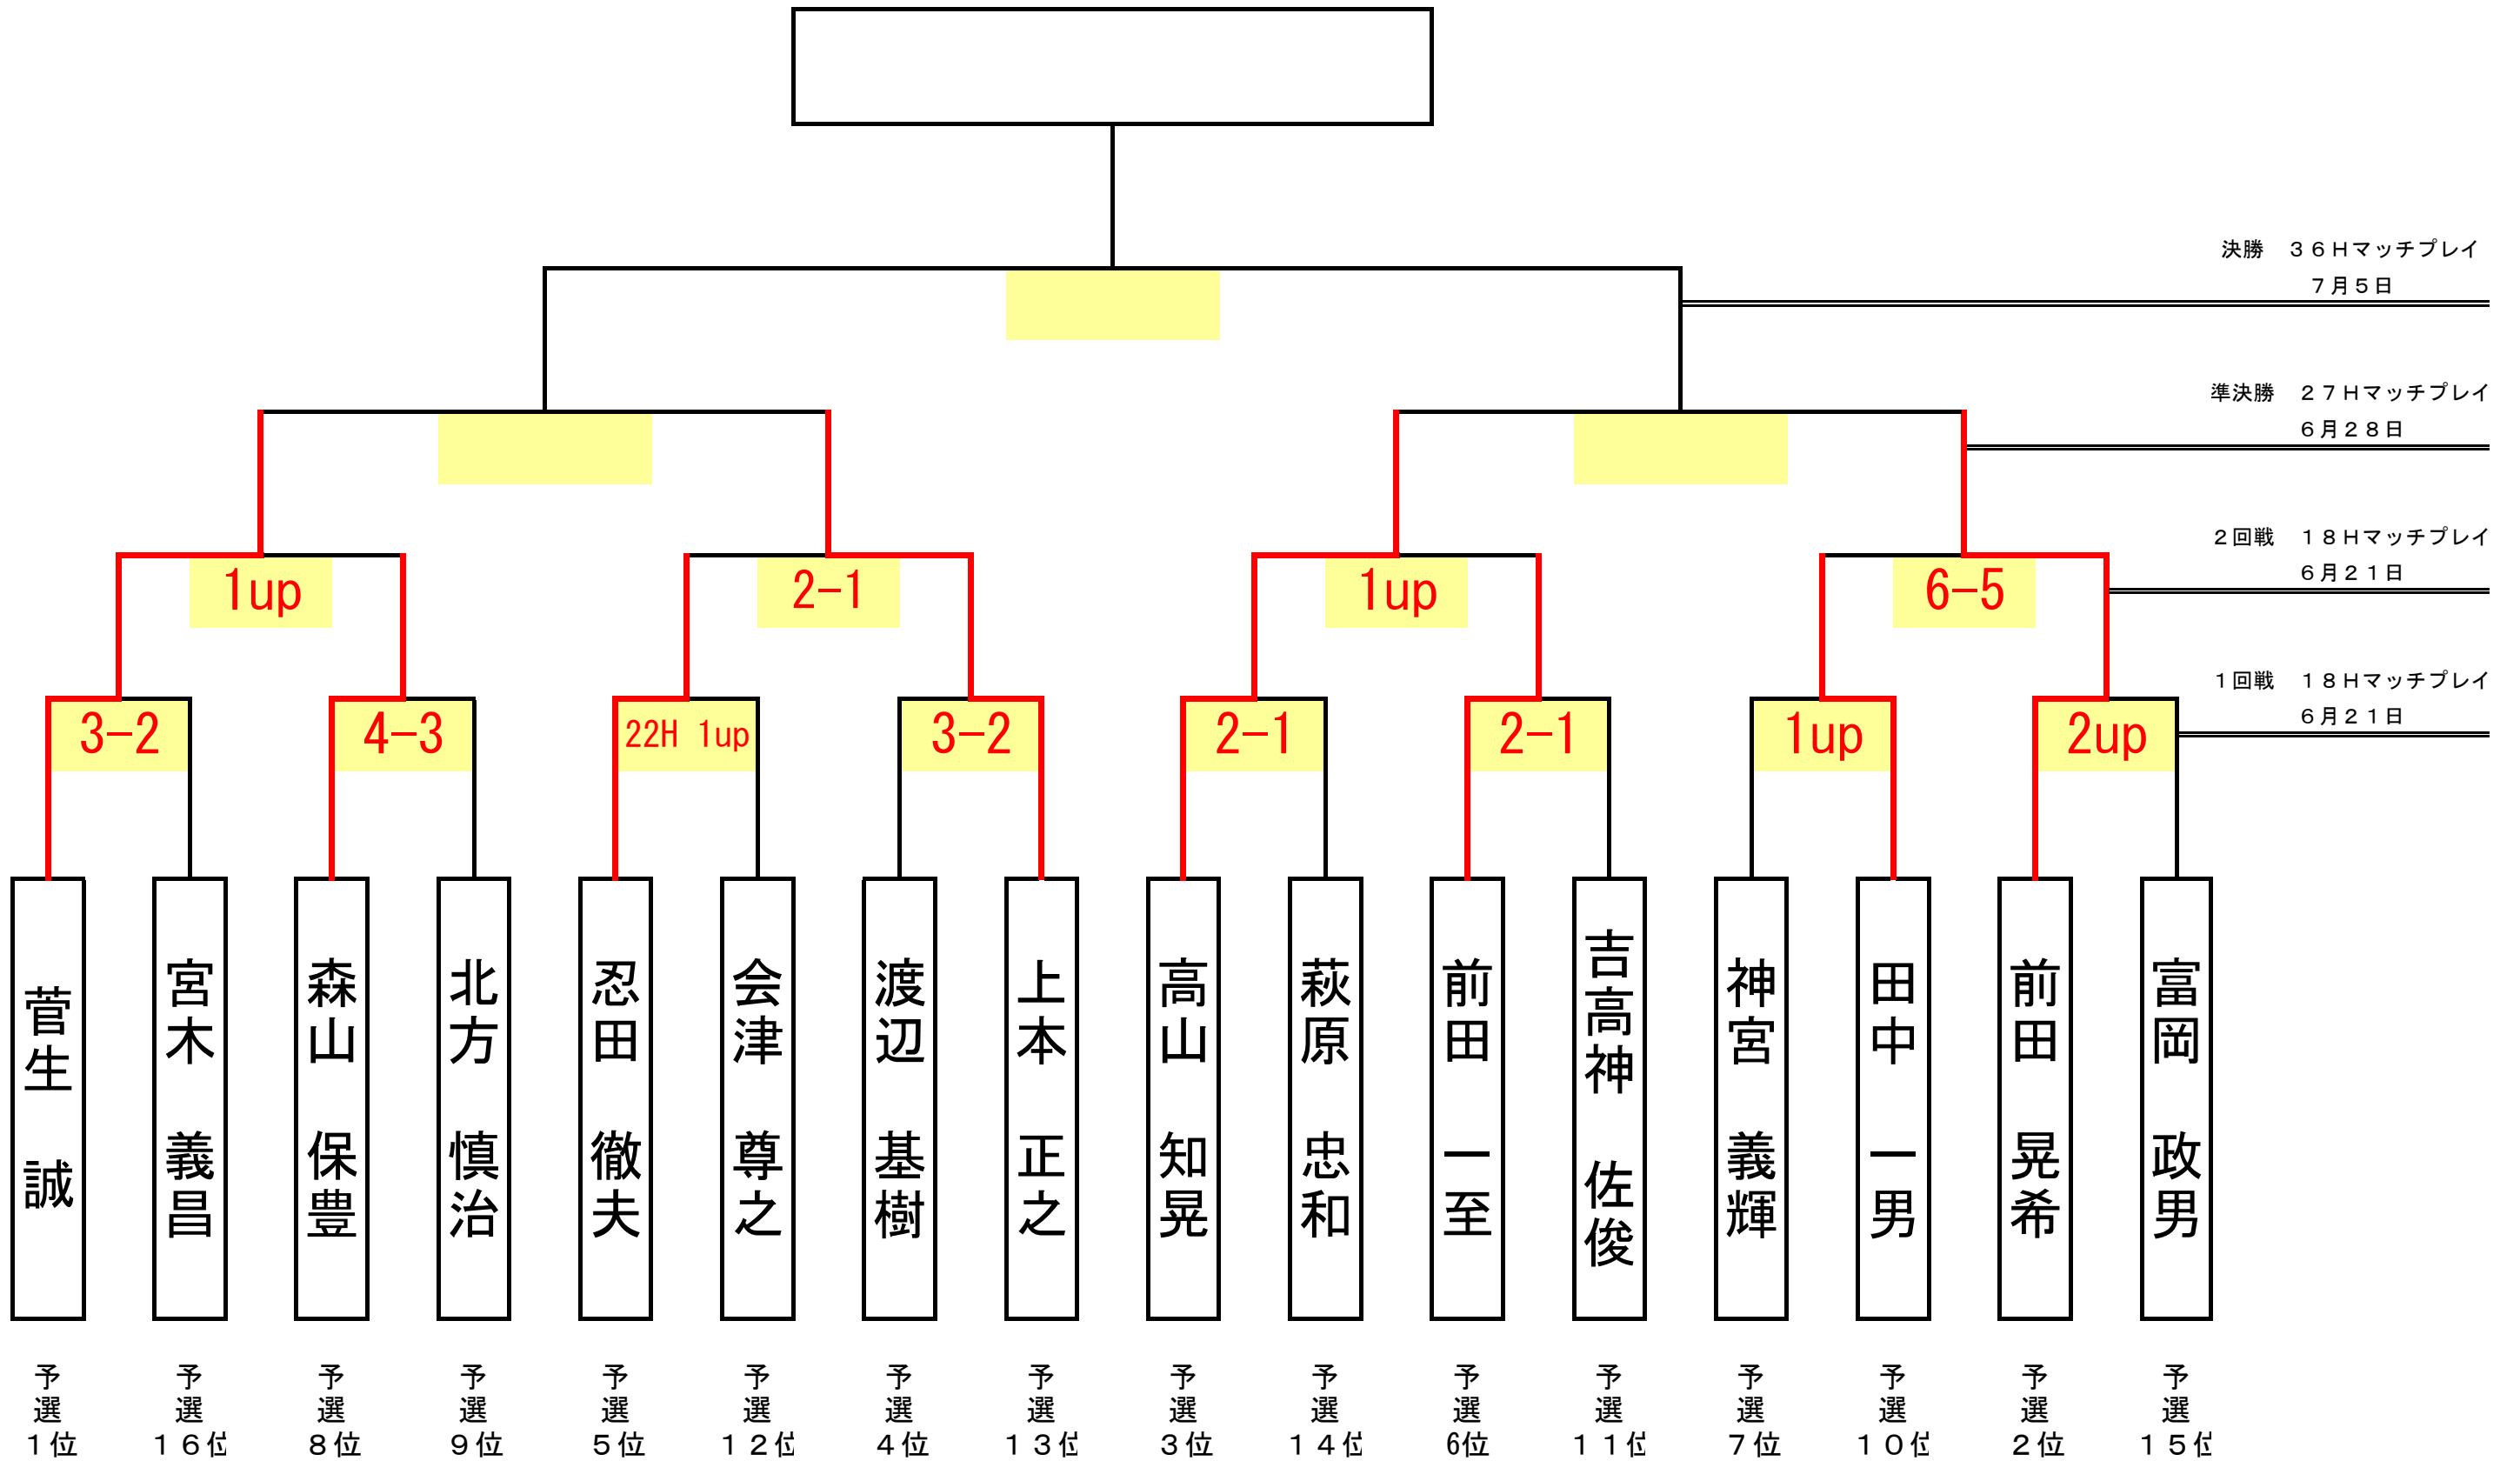 決勝　３６Ｈマッチプレイ
７月５日
準決勝　２７Ｈマッチプレイ
６月２８日
２回戦　１８Ｈマッチプレイ
６月２１日
1up
2-1
1up
6-5
１回戦　１８Ｈマッチプレイ
６月２１日
3-2
4-3
22H 1up
3-2
2-1
2-1
1up
2up
菅生　誠
宮木　義昌
森山　保豊
北方　慎治
忍田　徹夫
会津　尊之
渡辺　基樹
上本　正之
高山　知晃
萩原　忠和
前田　一至
吉高神　佐俊
神宮　義輝
田中　一男
前田　晃希
富岡　政男
予選１位
予選１６位
予選８位
予選９位
予選５位
予選１２位
予選４位
予選１３位
予選３位
予選１４位
予選6位
予選１１位
予選７位
予選１０位
予選２位
予選１５位